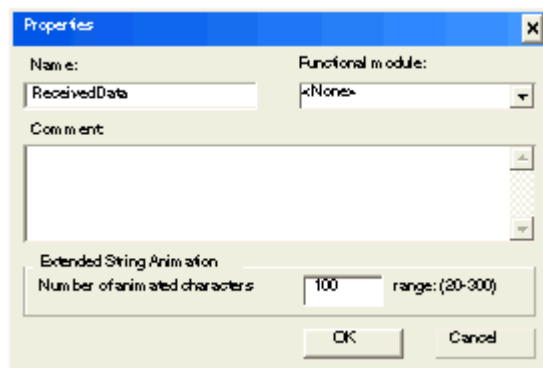 Properties
Name: Functional module:
ReceivedData <None>
Comment:
Extended String Animation
Number of animated characters 100 range: (20-300)
OK Cancel